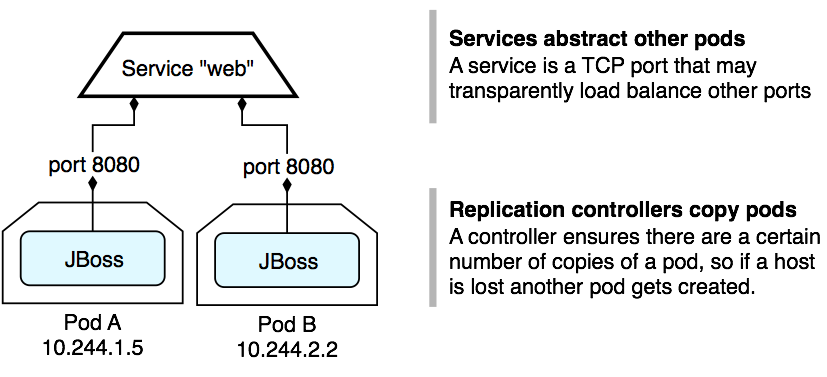 Service "web"
port 8080
port 8080
JBoss
JBoss
Pod A
10.244.1.5
Pod B
10.244.2.2
Services abstract other pods
A service is a TCP port that may
transparently load balance other ports
Replication controllers copy pods
A controller ensures there are a certain
number of copies of a pod, so if a host
is lost another pod gets created.